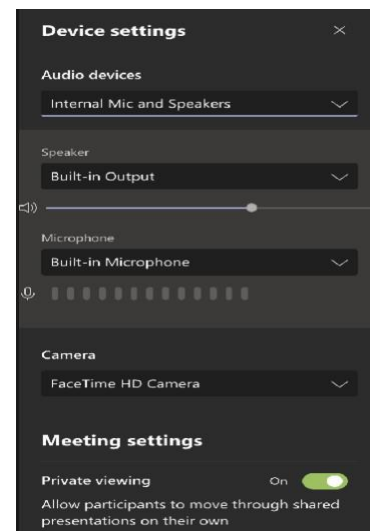 Device settings
Audio devices
Internal Mic and Speakers
Speaker
Built-in Output
Microphone
Built-in Microphone
Camera
FaceTime HD Camera
Meeting settings
Private viewing On
Allow participants to move through shared
presentations on their own